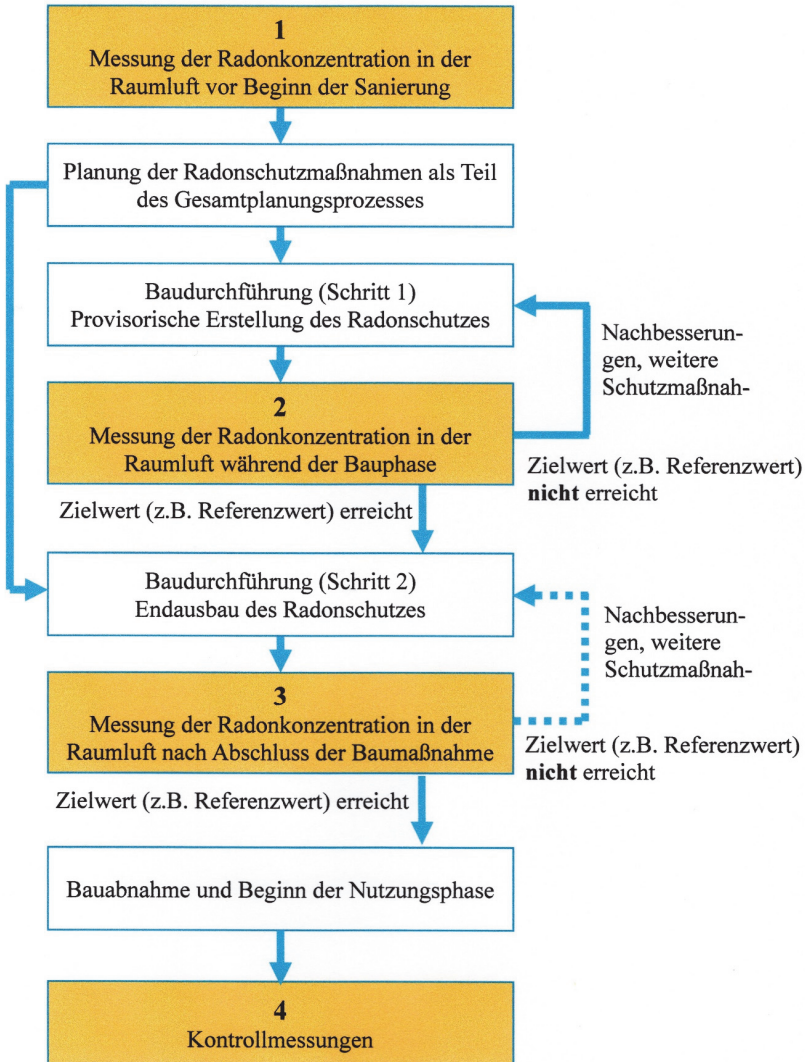 1
Messung der Radonkonzentration in der
Raumluft vor Beginn der Sanierung
Planung der Radonschutzmaßnahmen als Teil
des Gesamtplanungsprozesses
Baudurchführung (Schritt 1)
Provisorische Erstellung des Radonschutzes
Nachbesserun-
gen, weitere
Schutzmaßnah-
2
Messung der Radonkonzentration in der
Raumluft während der Bauphase
Zielwert (z.B. Referenzwert)
nicht erreicht
Zielwert (z.B. Referenzwert) erreicht
Baudurchführung (Schritt 2)
Endausbau des Radonschutzes
Nachbesserun-
gen, weitere
Schutzmaßnah-
3
Messung der Radonkonzentration in der
Raumluft nach Abschluss der Baumaßnahme
Zielwert (z.B. Referenzwert)
nicht erreicht
Zielwert (z.B. Referenzwert) erreicht
Bauabnahme und Beginn der Nutzungsphase
4
Kontrollmessungen